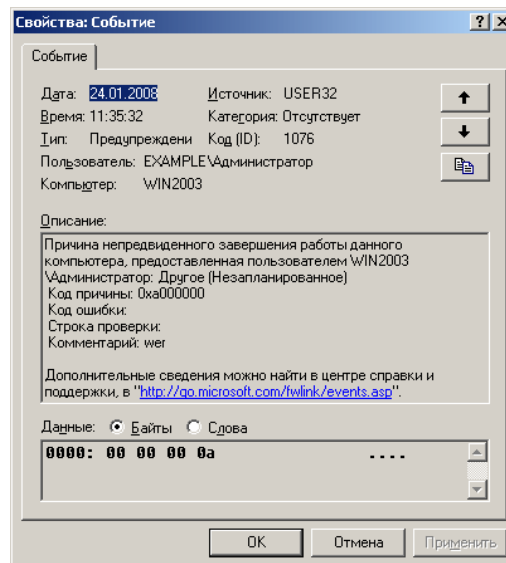 Свойства: Событие
Событие
Дата: 24.01.2008 Источник: USER32
Время: 11:35:32 Категория: Отсутствует
Тип: Предупреждени Код (ID): 1076
Пользователь: EXAMPLE\Администратор
Компьютер: WIN2003
Описание:
Причина непредвиденного завершения работы данного
компьютера, предоставленная пользователем WIN2003
\Администратор: Другое (Незапланированное)
Код причины: 0xa000000
Код ошибки:
Строка проверки:
Комментарий: wer
Дополнительные сведения можно найти в центре справки и
поддержки, в "http://go.microsoft.com/fwlink/events.asp".
Данные: Байты Слова
0000: 00 00 00 0a ....
OK Отмена Применить